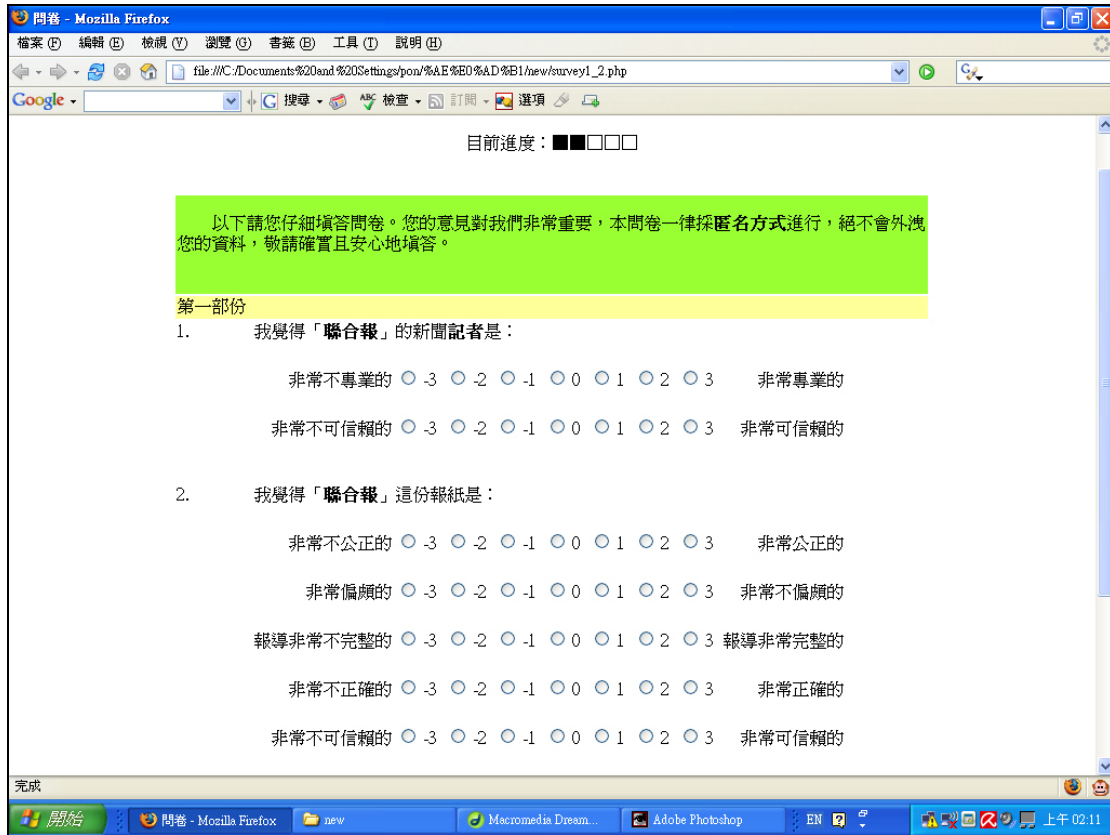 問卷 - Mozilla Firefox
檔案 (F) 編輯 (E) 檢視 (V) 瀏覽 (G) 書籤 (B) 工具 (T) 說明 (H)
file:///C:/Documents%20and%20Settings/pon/%AE%E0%AD%B1/new/survey1_2.php
Google 搜尋 ABC 檢查 訂閱 選項
目前進度：■■□□□
以下請您仔細填答問卷。您的意見對我們非常重要，本問卷一律採匿名方式進行，絕不會外洩
您的資料，敬請確實且安心地填答。
第一部份
1. 我覺得「聯合報」的新聞記者是：
非常不專業的 -3 -2 -1 0 1 2 3 非常專業的
非常不可信賴的 -3 -2 -1 0 1 2 3 非常可信賴的
2. 我覺得「聯合報」這份報紙是：
非常不公正的 -3 -2 -1 0 1 2 3 非常公正的
非常偏頗的 -3 -2 -1 0 1 2 3 非常不偏頗的
報導非常不完整的 -3 -2 -1 0 1 2 3 報導非常完整的
非常不正確的 -3 -2 -1 0 1 2 3 非常正確的
非常不可信賴的 -3 -2 -1 0 1 2 3 非常可信賴的
完成
開始 問卷 - Mozilla Firefox new Macromedia Dream... Adobe Photoshop EN 上午 02:11